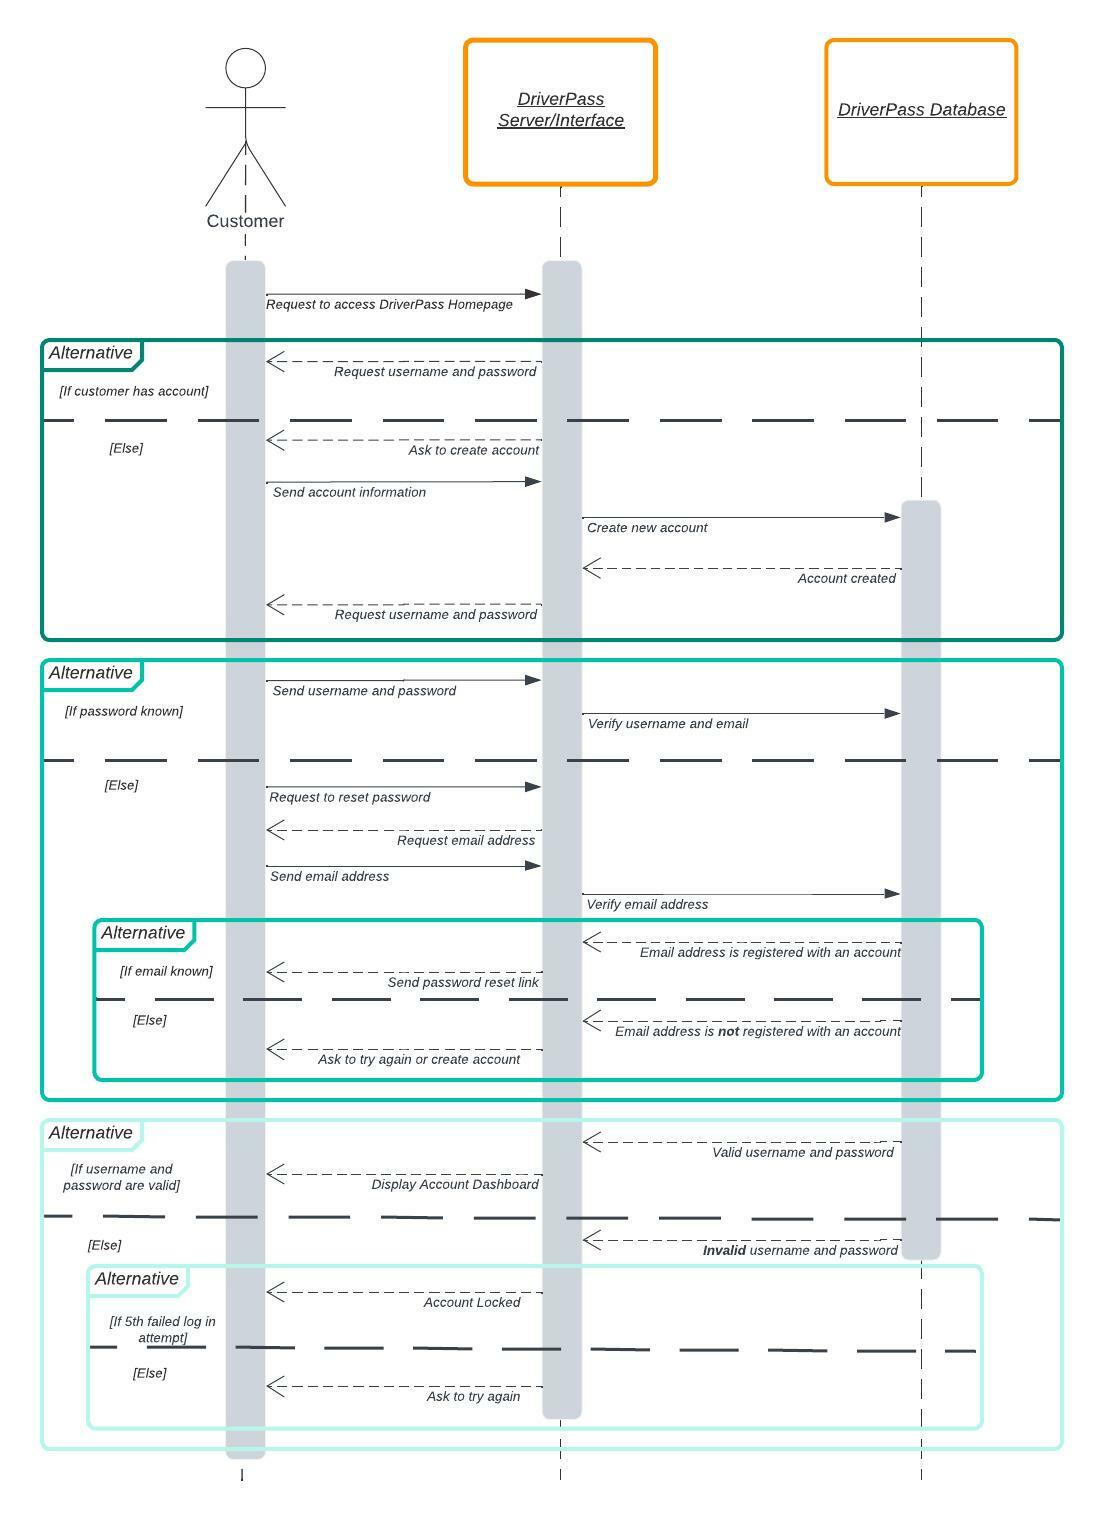 DriverPass
Server/Interface
DriverPass Database
Customer
Request to access DriverPass Homepage
Alternative
Request username and password
[If customer has account]
[Else]
Ask to create account
Send account information
Create new account
Account created
Request username and password
Alternative
Send username and password
[If password known]
Verify username and email
[Else]
Request to reset password
Request email address
Send email address
Verify email address
Alternative
Email address is registered with an account
[If email known]
Send password reset link
[Else]
Email address is not registered with an account
Ask to try again or create account
Alternative
Valid username and password
[If username and
password are valid]
Display Account Dashboard
[Else]
Invalid username and password
Alternative
Account Locked
[If 5th failed log in
attempt]
[Else]
Ask to try again